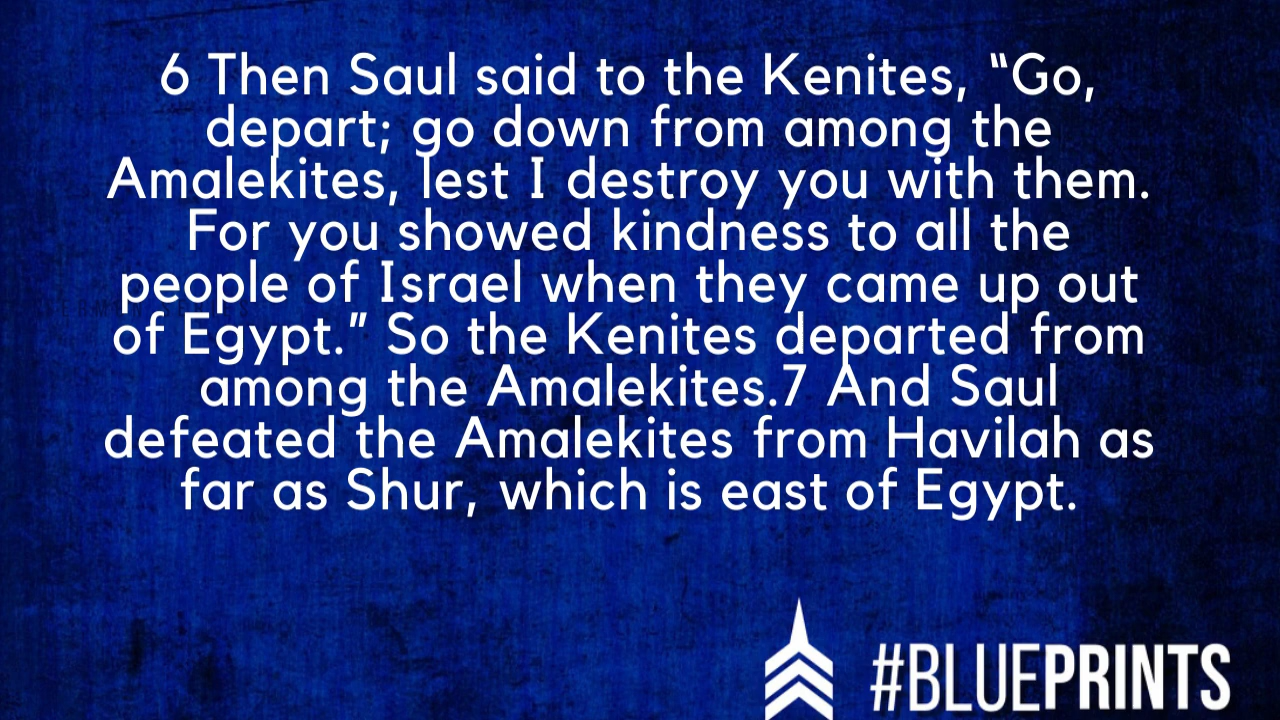 6 Then Saul said to the Kenites, “Go,
depart; go down from among the
Amalekites, lest I destroy you with them.
For you showed kindness to all the
people of Israel when they came up out
of Egypt.” So the Kenites departed from
among the Amalekites.7 And Saul
defeated the Amalekites from Havilah as
far as Shur, which is east of Egypt.
#BLUEPRINTS